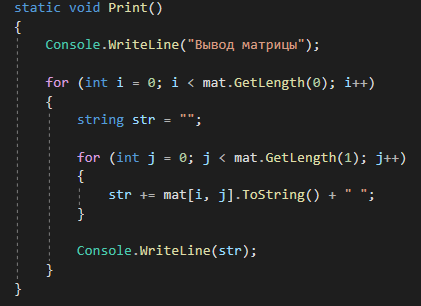 static void Print()
{
    Console.WriteLine("Вывод матрицы");
    for (int i = 0; i < mat.GetLength(0); i++)
    {
        string str = "";
        for (int j = 0; j < mat.GetLength(1); j++)
        {
            str += mat[i, j].ToString() + " ";
        }
        Console.WriteLine(str);
    }
}